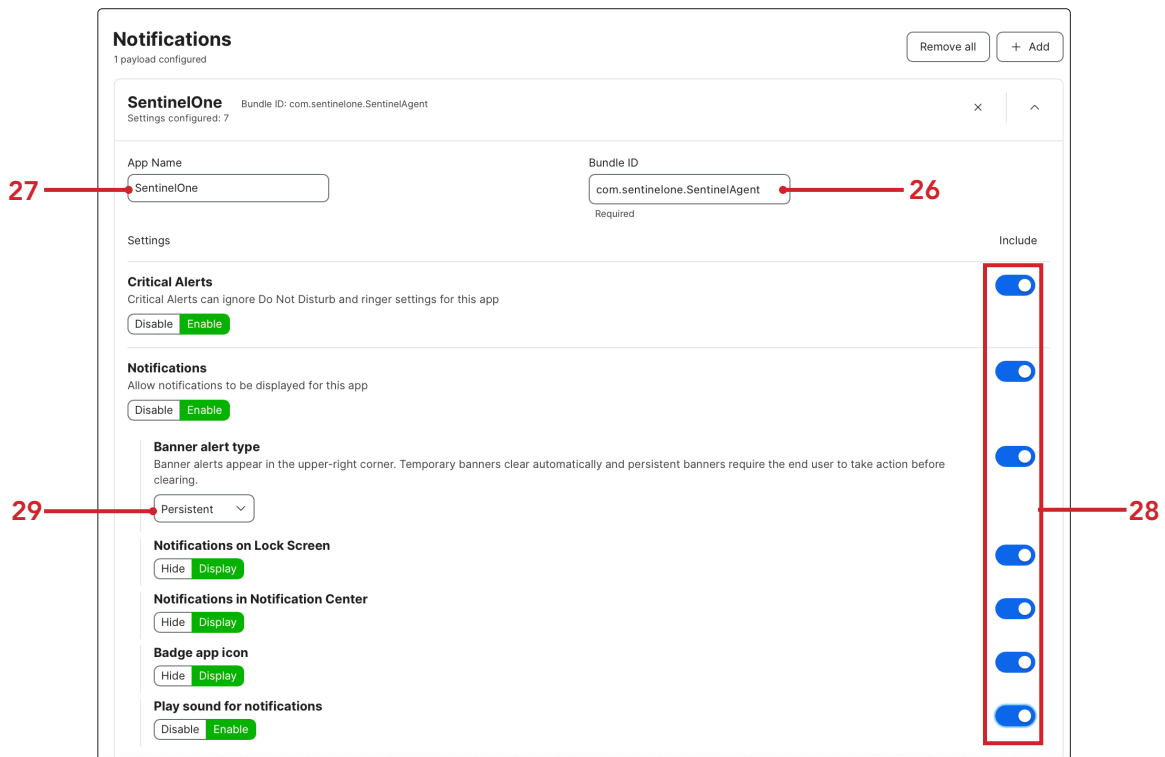 Notifications
1 payload configured
Remove all
+ Add
SentinelOne
Bundle ID: com.sentinelone.SentinelAgent
Settings configured: 7
App Name
Bundle ID
27
SentinelOne
com.sentinelone.SentinelAgent
26
Required
Settings
Include
Critical Alerts
Critical Alerts can ignore Do Not Disturb and ringer settings for this app
Disable Enable
Notifications
Allow notifications to be displayed for this app
Disable Enable
Banner alert type
Banner alerts appear in the upper-right corner. Temporary banners clear automatically and persistent banners require the end user to take action before
clearing.
29
Persistent
28
Notifications on Lock Screen
Hide Display
Notifications in Notification Center
Hide Display
Badge app icon
Hide Display
Play sound for notifications
Disable Enable